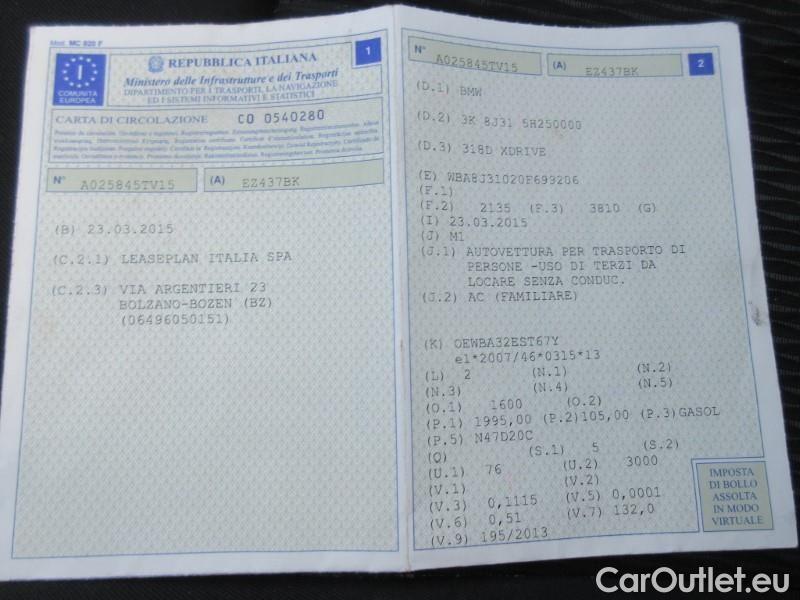 Mod. MC 820 F
1
REPUBBLICA ITALIANA
Ministero delle Infrastrutture e dei Trasporti
DIPARTIMENTO PER I TRASPORTI, LA NAVIGAZIONE
ED I SISTEMI INFORMATIVI E STATISTICI
I
COMUNITÀ
EUROPEA
CARTA DI CIRCOLAZIONE CO 0540280
N° A025845TV15 (A) EZ437BK
(B) 23.03.2015
(C.2.1) LEASEPLAN ITALIA SPA
(C.2.3) VIA ARGENTIERI 23
BOLZANO-BOZEN (BZ)
(06496050151)
N° A025845TV15 (A) EZ437BK 2
(D.1) BMW
(D.2) 3K 8J31 5H250000
(D.3) 318D XDRIVE
(E) WBA8J31020F699206
(F.1)
(F.2) 2135 (F.3) 3810 (G)
(I) 23.03.2015
(J) M1
(J.1) AUTOVETTURA PER TRASPORTO DI
PERSONE -USO DI TERZI DA
LOCARE SENZA CONDUC.
(J.2) AC (FAMILIARE)
(K) OEWBA32EST67Y
e1*2007/46*0315*13
(L) 2 (N.1) (N.2)
(N.3) (N.4) (N.5)
(O.1) 1600 (O.2)
(P.1) 1995,00 (P.2)105,00 (P.3)GASOL
(P.5) N47D20C
(Q) (S.1) 5 (S.2)
(U.1) 76 (U.2) 3000
(V.1) (V.2)
(V.3) 0,1115 (V.5) 0,0001
(V.6) 0,51 (V.7) 132,0
(V.9) 195/2013
IMPOSTA
DI BOLLO
ASSOLTA
IN MODO
VIRTUALE
CarOutlet.eu